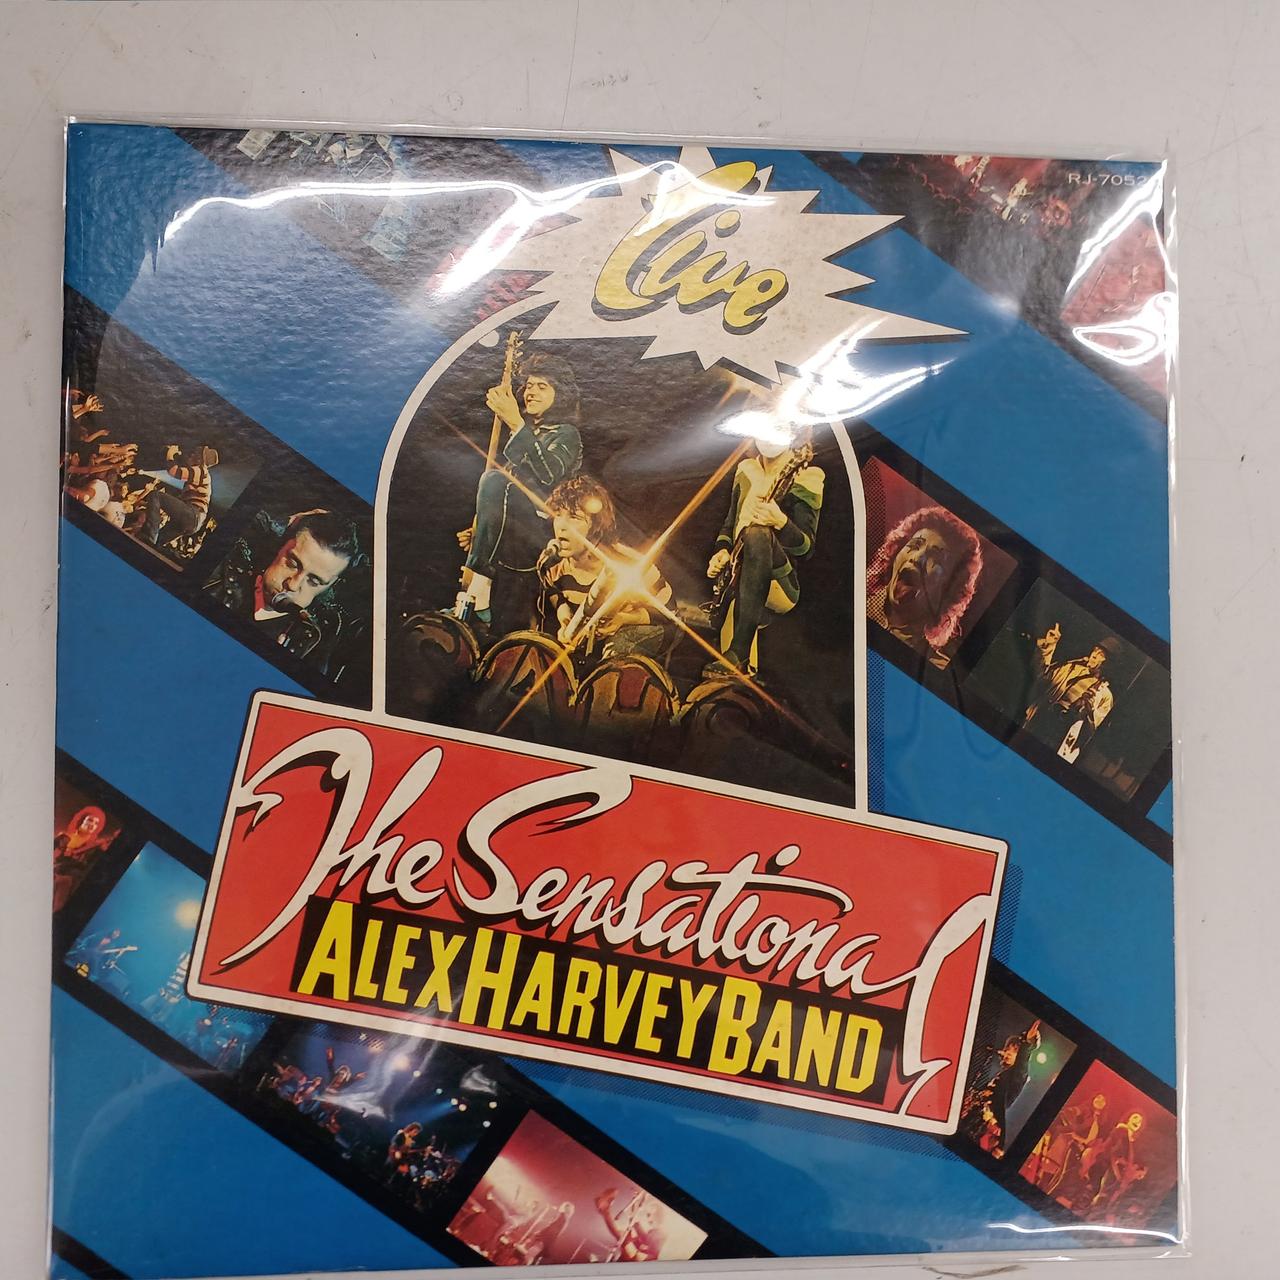 RJ-7052
Live
The Sensational
ALEX HARVEY BAND